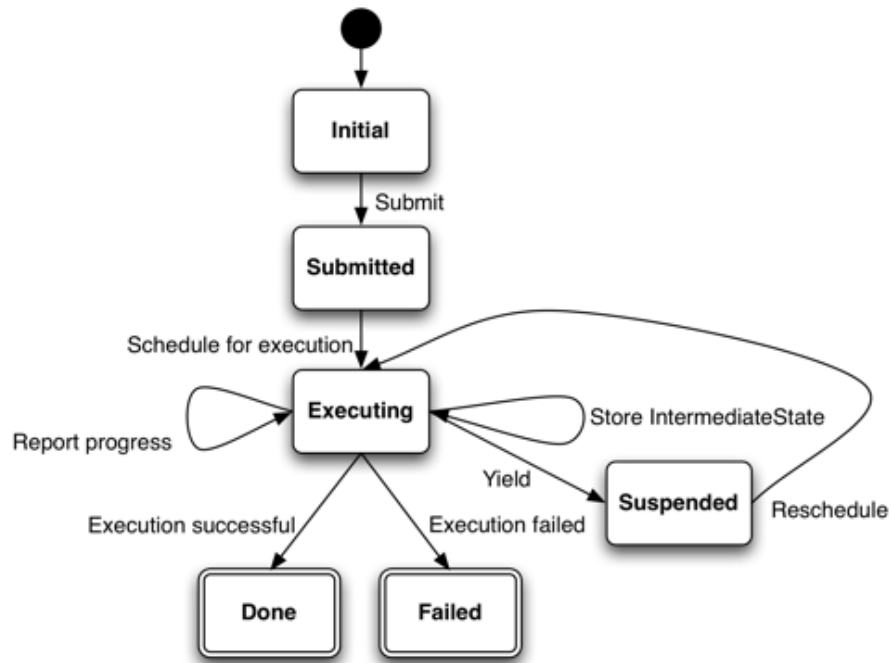 Initial
Submit
Submitted
Schedule for execution
Executing
Report progress
Store IntermediateState
Yield
Suspended
Reschedule
Execution successful
Execution failed
Done
Failed